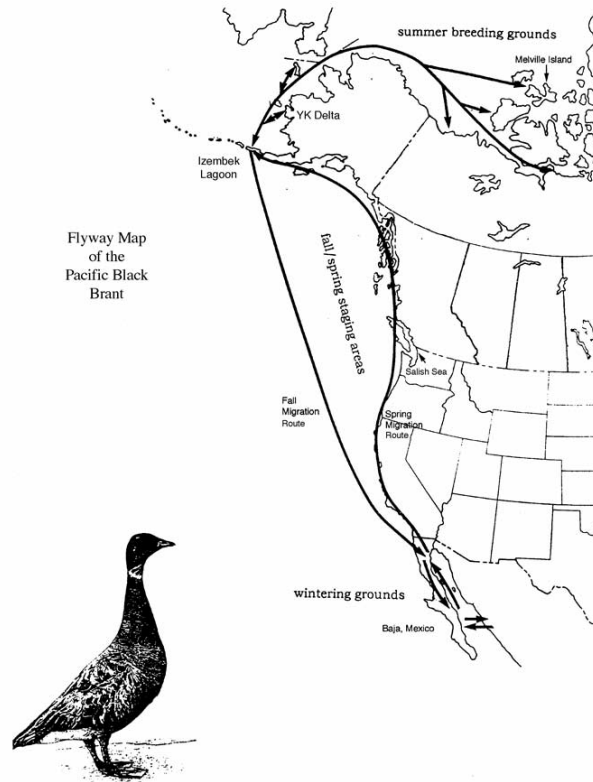 summer breeding grounds
Melville Island
YK Delta
Izembek
Lagoon
Flyway Map
of the
Pacific Black
Brant
fall/spring staging areas
Salish Sea
Fall
Migration
Route
Spring
Migration
Route
wintering grounds
Baja, Mexico